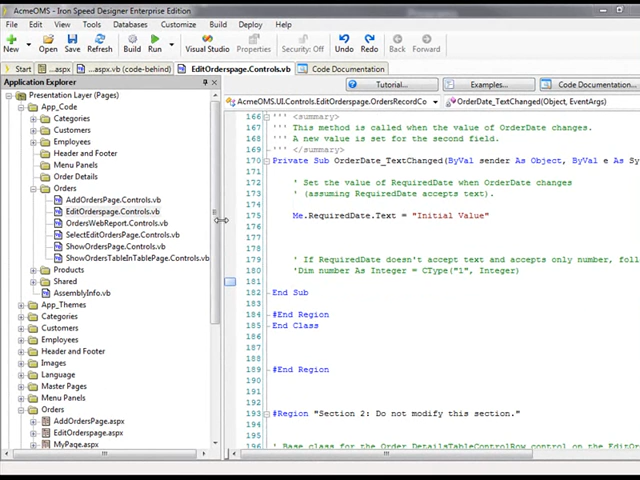 AcmeOMS - Iron Speed Designer Enterprise Edition
File Edit View Tools Databases Customize Build Deploy Help
New Open Save Refresh Build Run Visual Studio Properties Security: Off Undo Redo Back Forward
Start ...aspx ...aspx.vb (code-behind) EditOrderspage.Controls.vb Code Documentation
Application Explorer
Tutorial... Examples... Code Documentation...
AcmeOMS.UI.Controls.EditOrderspage.OrdersRecordCo OrderDate_TextChanged(Object, EventArgs)
Presentation Layer (Pages)
App_Code
Categories
Customers
Employees
Header and Footer
Menu Panels
Order Details
Orders
AddOrdersPage.Controls.vb
EditOrderspage.Controls.vb
OrdersWebReport.Controls.vb
SelectEditOrdersPage.Controls.vb
ShowOrdersPage.Controls.vb
ShowOrdersTableInTablePage.Controls.vb
Products
Shared
AssemblyInfo.vb
App_Themes
Categories
Customers
Employees
Header and Footer
Images
Language
Master Pages
Menu Panels
Orders
AddOrdersPage.aspx
EditOrderspage.aspx
MyPage.aspx
166 ''' <summary>
167 ''' This method is called when the value of OrderDate changes.
168 ''' A new value is set for the second field.
169 ''' </summary>
170 Private Sub OrderDate_TextChanged(ByVal sender As Object, ByVal e As Sy
171
172 ' Set the value of RequiredDate when OrderDate changes
173 ' (assuming RequiredDate accepts text).
174
175 Me.RequiredDate.Text = "Initial Value"
176
177
178
179 ' If RequiredDate doesn't accept text and accepts only number, foll
180 'Dim number As Integer = CType("1", Integer)
181
182 End Sub
183
184 #End Region
185 End Class
186
187
188
189 #End Region
190
191
192
193 #Region "Section 2: Do not modify this section."
194
195
196 ' Base class for the Order_DetailsTableControlRow control on the EditOr